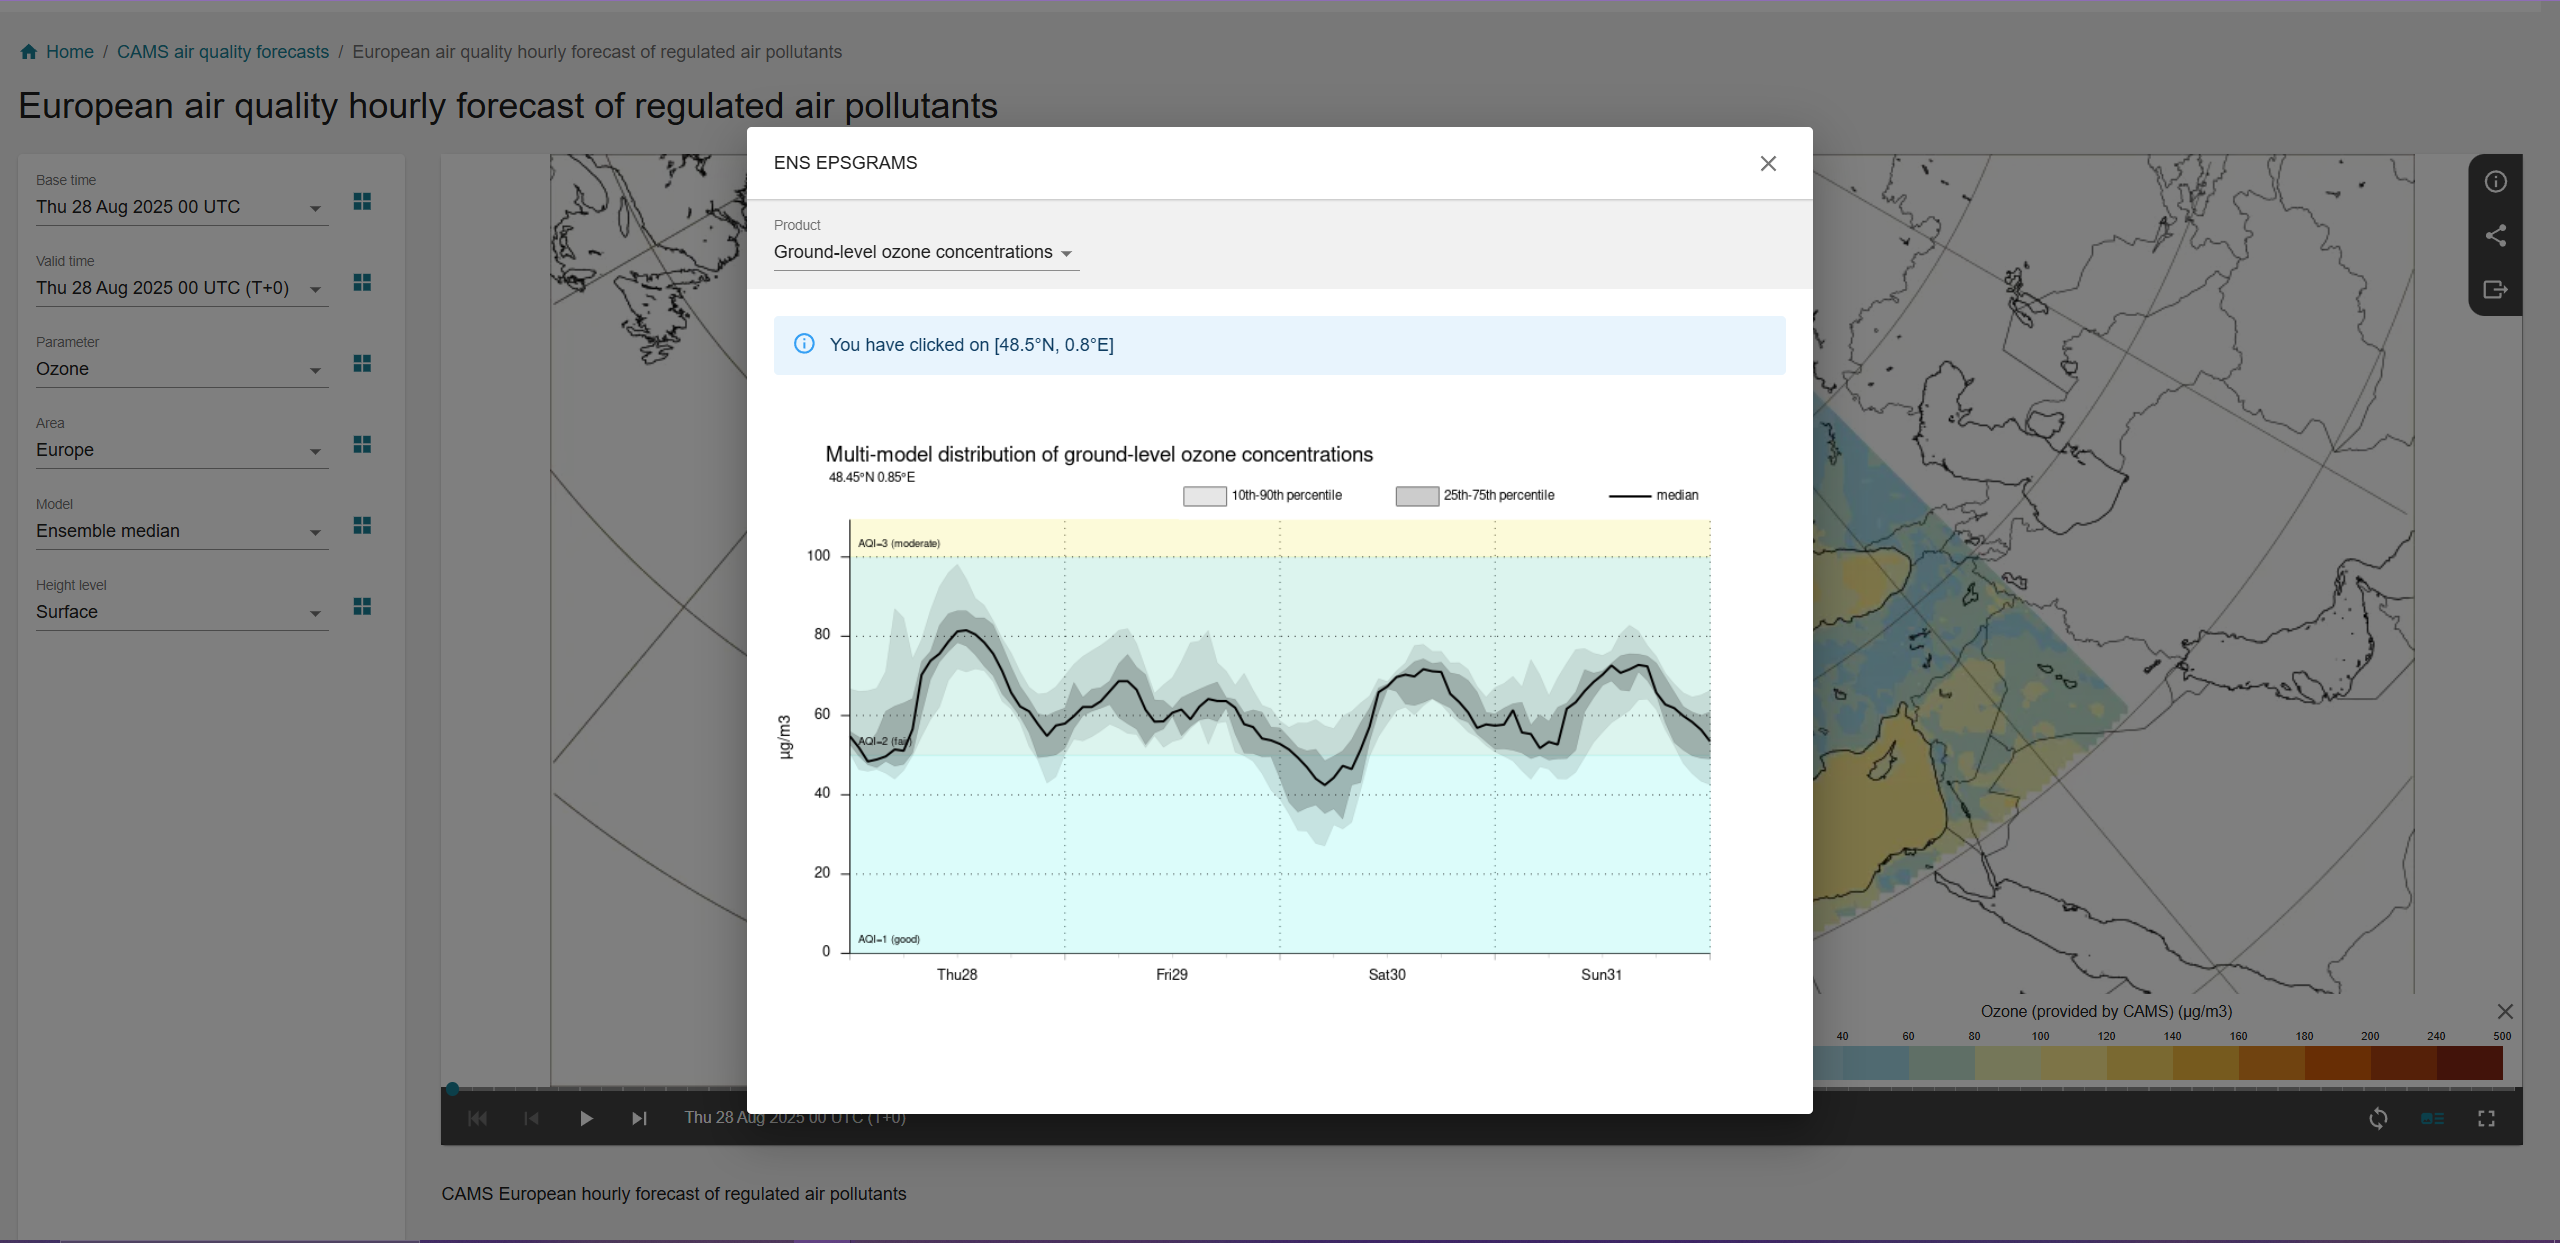 Home / CAMS air quality forecasts / European air quality hourly forecast of regulated air pollutants
European air quality hourly forecast of regulated air pollutants
Base time
Thu 28 Aug 2025 00 UTC
Valid time
Thu 28 Aug 2025 00 UTC (T+0)
Parameter
Ozone
Area
Europe
Model
Ensemble median
Height level
Surface
ENS EPSGRAMS
Product
Ground-level ozone concentrations
You have clicked on [48.5°N, 0.8°E]
Multi-model distribution of ground-level ozone concentrations
48.45°N 0.85°E
10th-90th percentile 25th-75th percentile median
AQI=3 (moderate)
100
80
60
AQI=2 (fair)
µg/m3
40
20
AQI=1 (good)
0
Thu28 Fri29 Sat30 Sun31
Ozone (provided by CAMS) (µg/m3)
40 60 80 100 120 140 160 180 200 240 500
Thu 28 Aug 2025 00 UTC (T+0)
CAMS European hourly forecast of regulated air pollutants